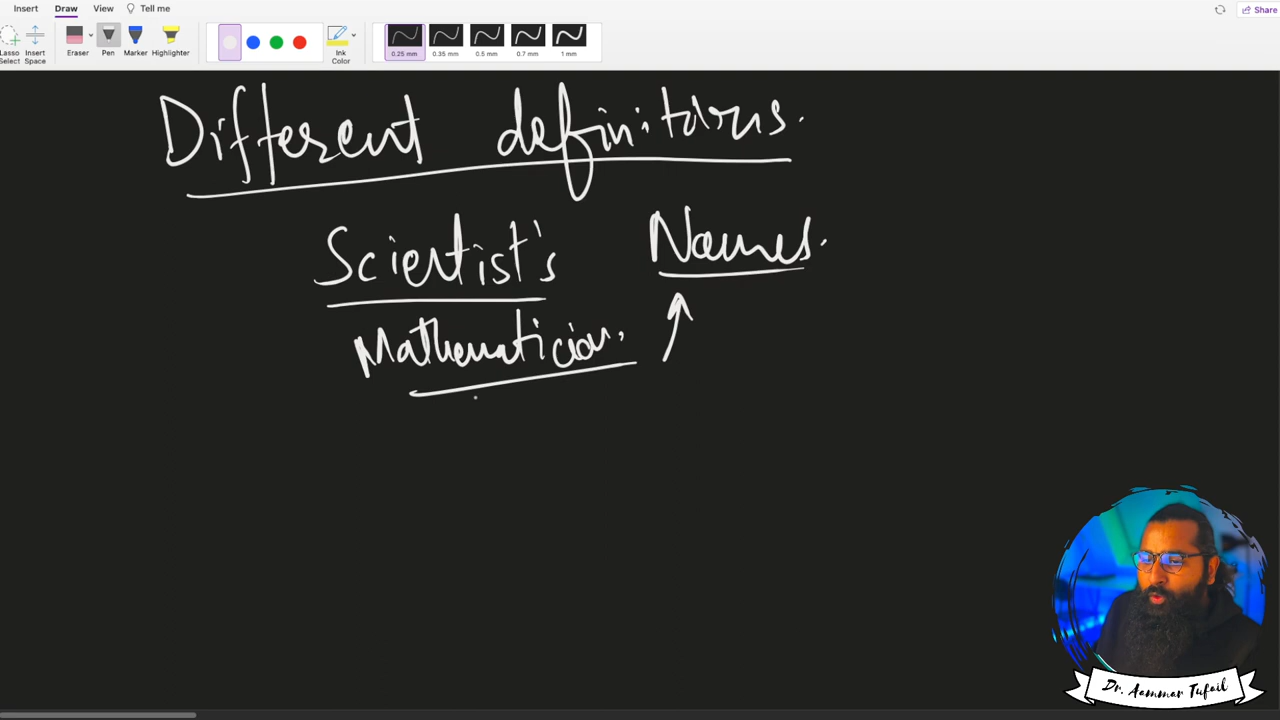 Insert View Tell me
Draw
Share
Lasso Select
Insert Space
Eraser
Pen
Marker
Highlighter
Ink Color
0.25 mm
0.35 mm
0.5 mm
0.7 mm
1 mm
Different definitions.
Scientist's Names.
Mathematician.
Dr. Aammar Tufail